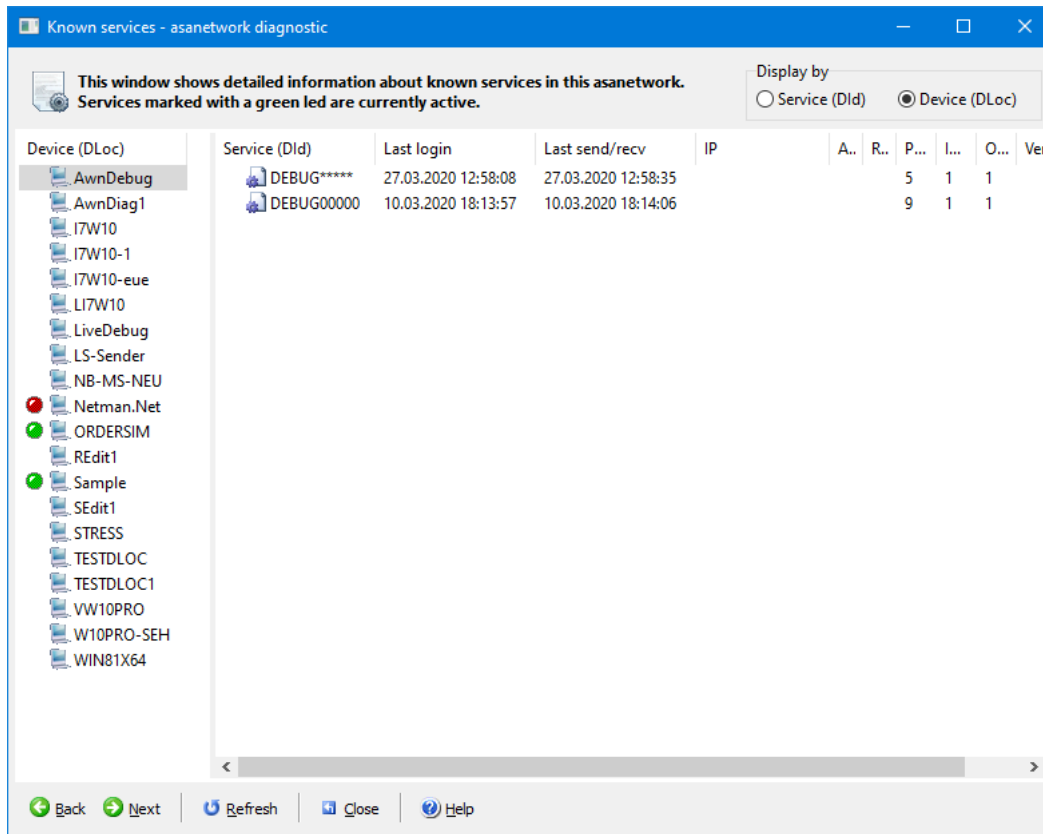 Known services - asanetwork diagnostic
This window shows detailed information about known services in this asanetwork.
Services marked with a green led are currently active.
Display by
Service (DId) Device (DLoc)
Device (DLoc) Service (DId) Last login Last send/recv IP A.. R.. P... I... O... Ver
AwnDebug DEBUG***** 27.03.2020 12:58:08 27.03.2020 12:58:35 5 1 1
AwnDiag1 DEBUG00000 10.03.2020 18:13:57 10.03.2020 18:14:06 9 1 1
I7W10
I7W10-1
I7W10-eue
LI7W10
LiveDebug
LS-Sender
NB-MS-NEU
Netman.Net
ORDERSIM
REdit1
Sample
SEdit1
STRESS
TESTDLOC
TESTDLOC1
VW10PRO
W10PRO-SEH
WIN81X64
Back Next Refresh Close Help